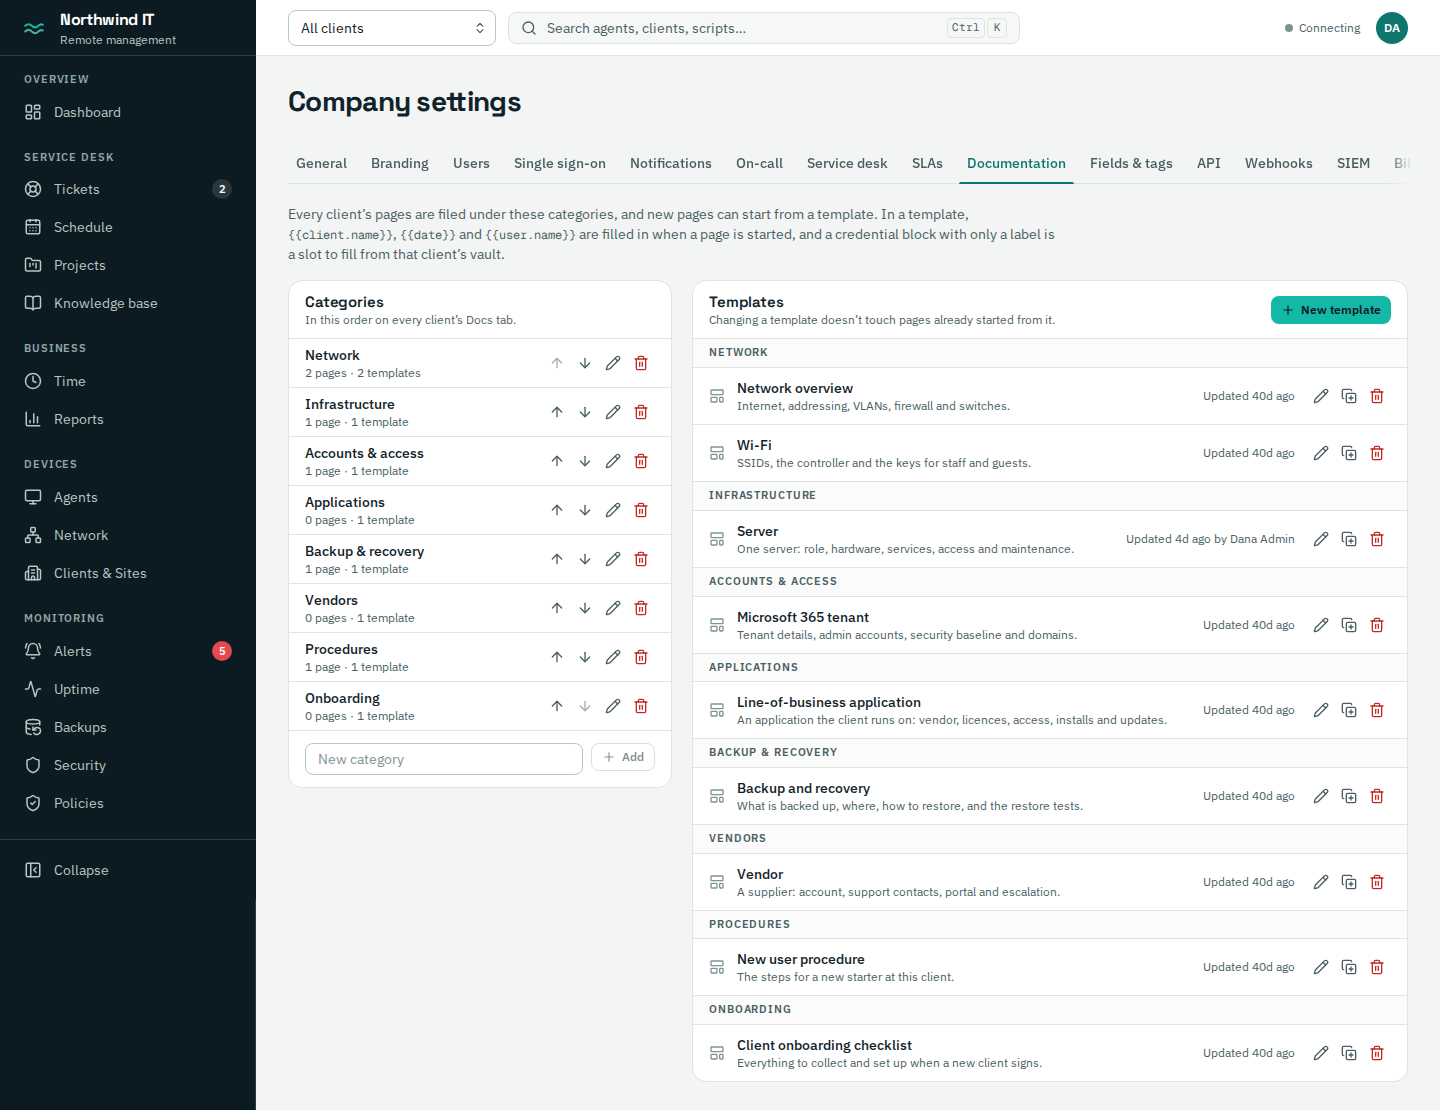 Northwind IT
Remote management
All clients
Search agents, clients, scripts...
Ctrl K
Connecting
DA
OVERVIEW
Dashboard
SERVICE DESK
Tickets 2
Schedule
Projects
Knowledge base
BUSINESS
Time
Reports
DEVICES
Agents
Network
Clients & Sites
MONITORING
Alerts 5
Uptime
Backups
Security
Policies
Collapse
Company settings
General Branding Users Single sign-on Notifications On-call Service desk SLAs Documentation Fields & tags API Webhooks SIEM
Every client’s pages are filed under these categories, and new pages can start from a template. In a template,
{{client.name}}, {{date}} and {{user.name}} are filled in when a page is started, and a credential block with only a label is
a slot to fill from that client’s vault.
Categories
In this order on every client’s Docs tab.
Network
2 pages · 2 templates
Infrastructure
1 page · 1 template
Accounts & access
1 page · 1 template
Applications
0 pages · 1 template
Backup & recovery
1 page · 1 template
Vendors
0 pages · 1 template
Procedures
1 page · 1 template
Onboarding
0 pages · 1 template
New category
Add
Templates
Changing a template doesn’t touch pages already started from it.
New template
NETWORK
Network overview
Internet, addressing, VLANs, firewall and switches.
Updated 40d ago
Wi-Fi
SSIDs, the controller and the keys for staff and guests.
Updated 40d ago
INFRASTRUCTURE
Server
One server: role, hardware, services, access and maintenance.
Updated 4d ago by Dana Admin
ACCOUNTS & ACCESS
Microsoft 365 tenant
Tenant details, admin accounts, security baseline and domains.
Updated 40d ago
APPLICATIONS
Line-of-business application
An application the client runs on: vendor, licences, access, installs and updates.
Updated 40d ago
BACKUP & RECOVERY
Backup and recovery
What is backed up, where, how to restore, and the restore tests.
Updated 40d ago
VENDORS
Vendor
A supplier: account, support contacts, portal and escalation.
Updated 40d ago
PROCEDURES
New user procedure
The steps for a new starter at this client.
Updated 40d ago
ONBOARDING
Client onboarding checklist
Everything to collect and set up when a new client signs.
Updated 40d ago